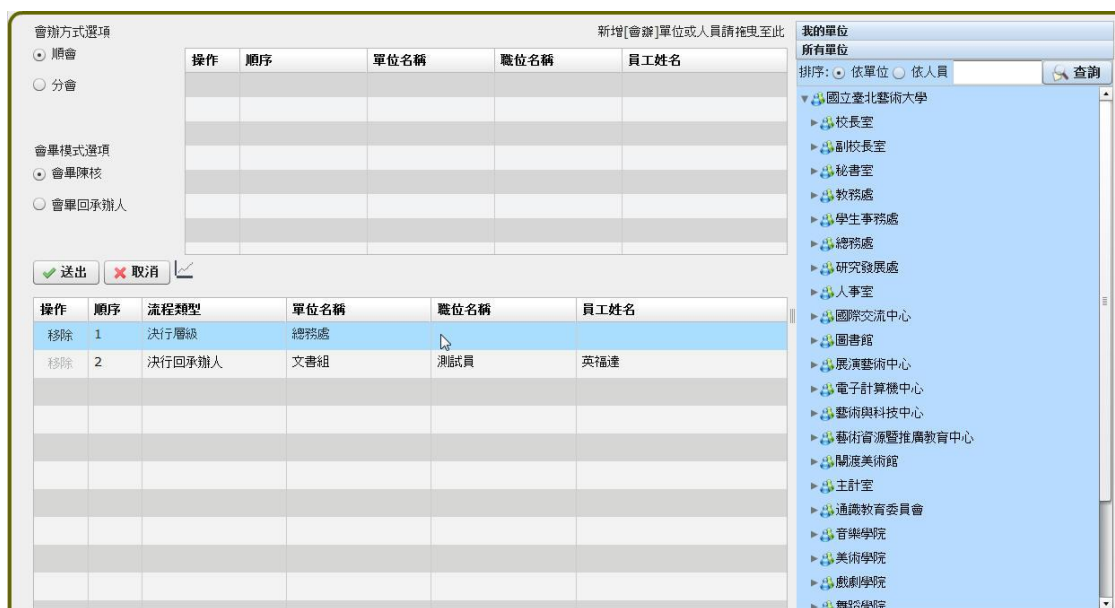 會辦方式選項
順會
分會
會畢模式選項
會畢陳核
會畢回承辦人
新增[會辦]單位或人員請拖曳至此
操作 順序 單位名稱 職位名稱 員工姓名
送出 取消
操作 順序 流程類型 單位名稱 職位名稱 員工姓名
移除 1 決行層級 總務處
移除 2 決行回承辦人 文書組 測試員 英福達
我的單位
所有單位
排序: 依單位 依人員 查詢
國立臺北藝術大學
校長室
副校長室
秘書室
教務處
學生事務處
總務處
研究發展處
人事室
國際交流中心
圖書館
展演藝術中心
電子計算機中心
藝術與科技中心
藝術資源暨推廣教育中心
關渡美術館
主計室
通識教育委員會
音樂學院
美術學院
戲劇學院
舞蹈學院